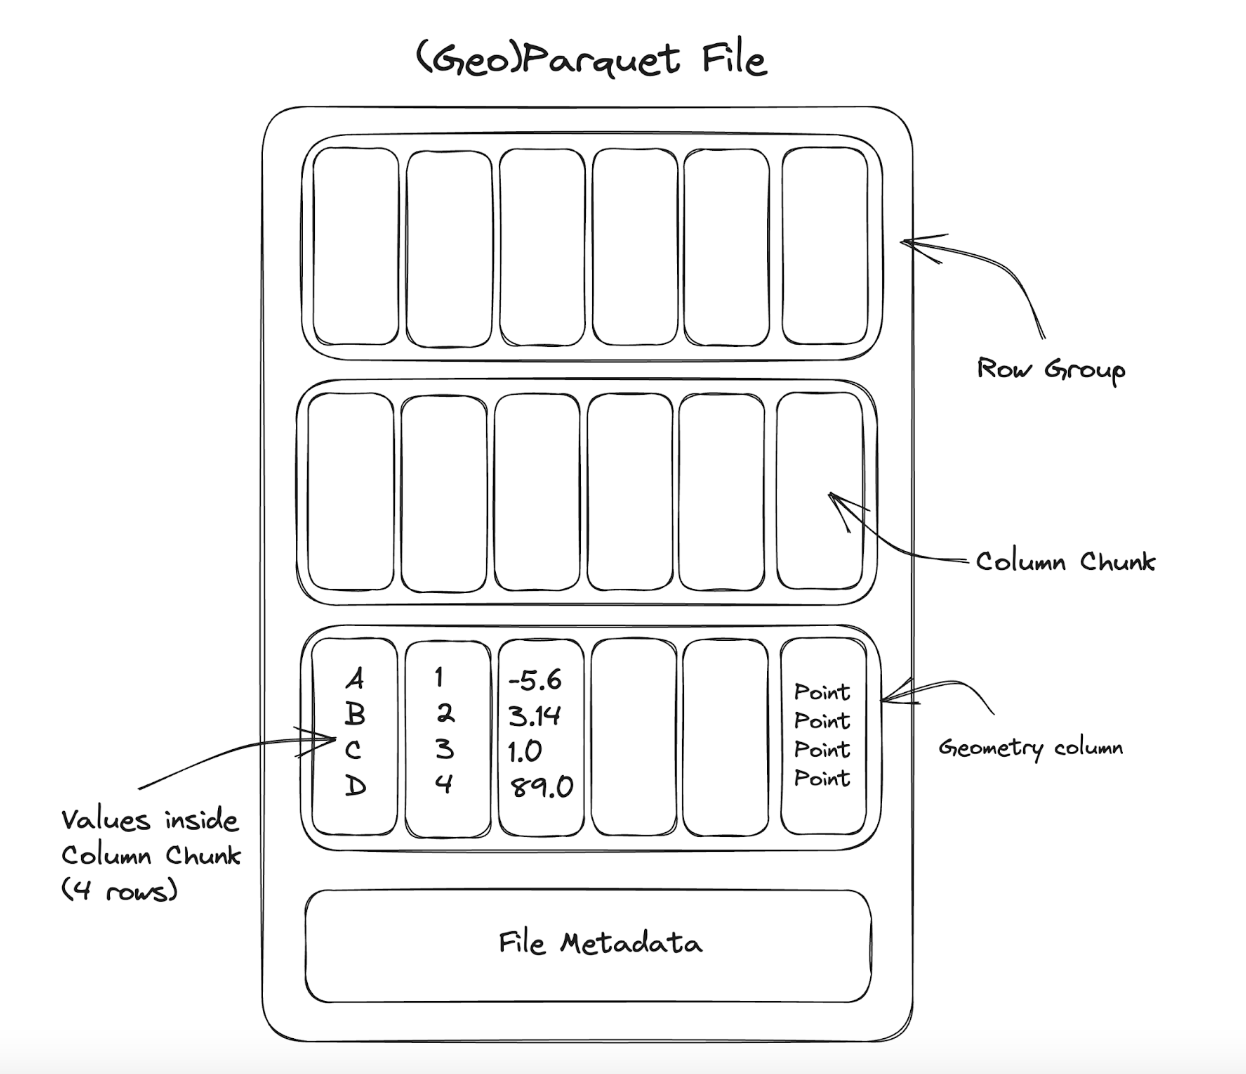 (Geo)Parquet File
Row Group
Column Chunk
A 1 -5.6 Point
B 2 3.14 Point
C 3 1.0 Point
D 4 89.0 Point
Geometry column
Values inside
Column Chunk
(4 rows)
File Metadata